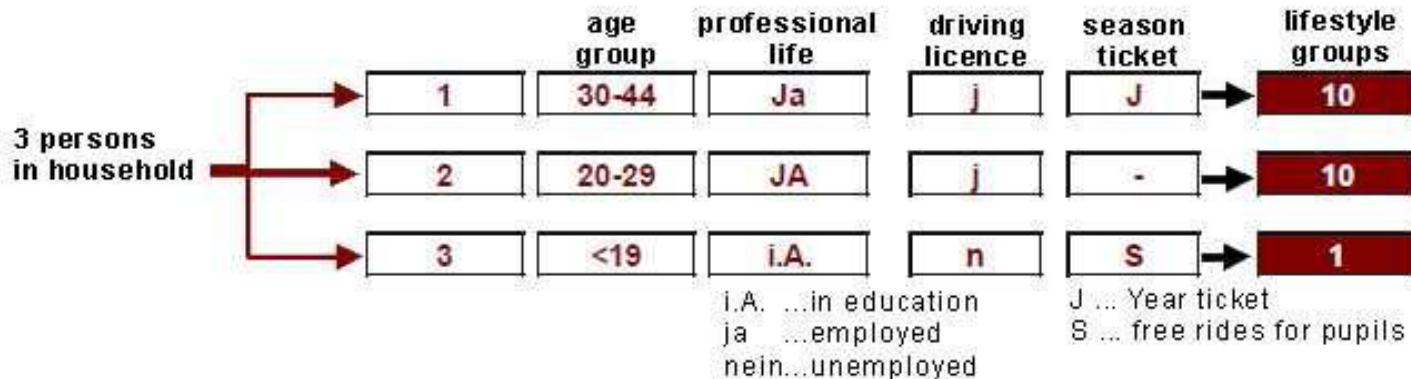 age professional driving season lifestyle
group life licence ticket groups
1 30-44 Ja j J 10
3 persons
in household
2 20-29 JA j - 10
3 <19 i.A. n S 1
i.A. ...in education J ... Year ticket
ja ...employed S ... free rides for pupils
nein...unemployed